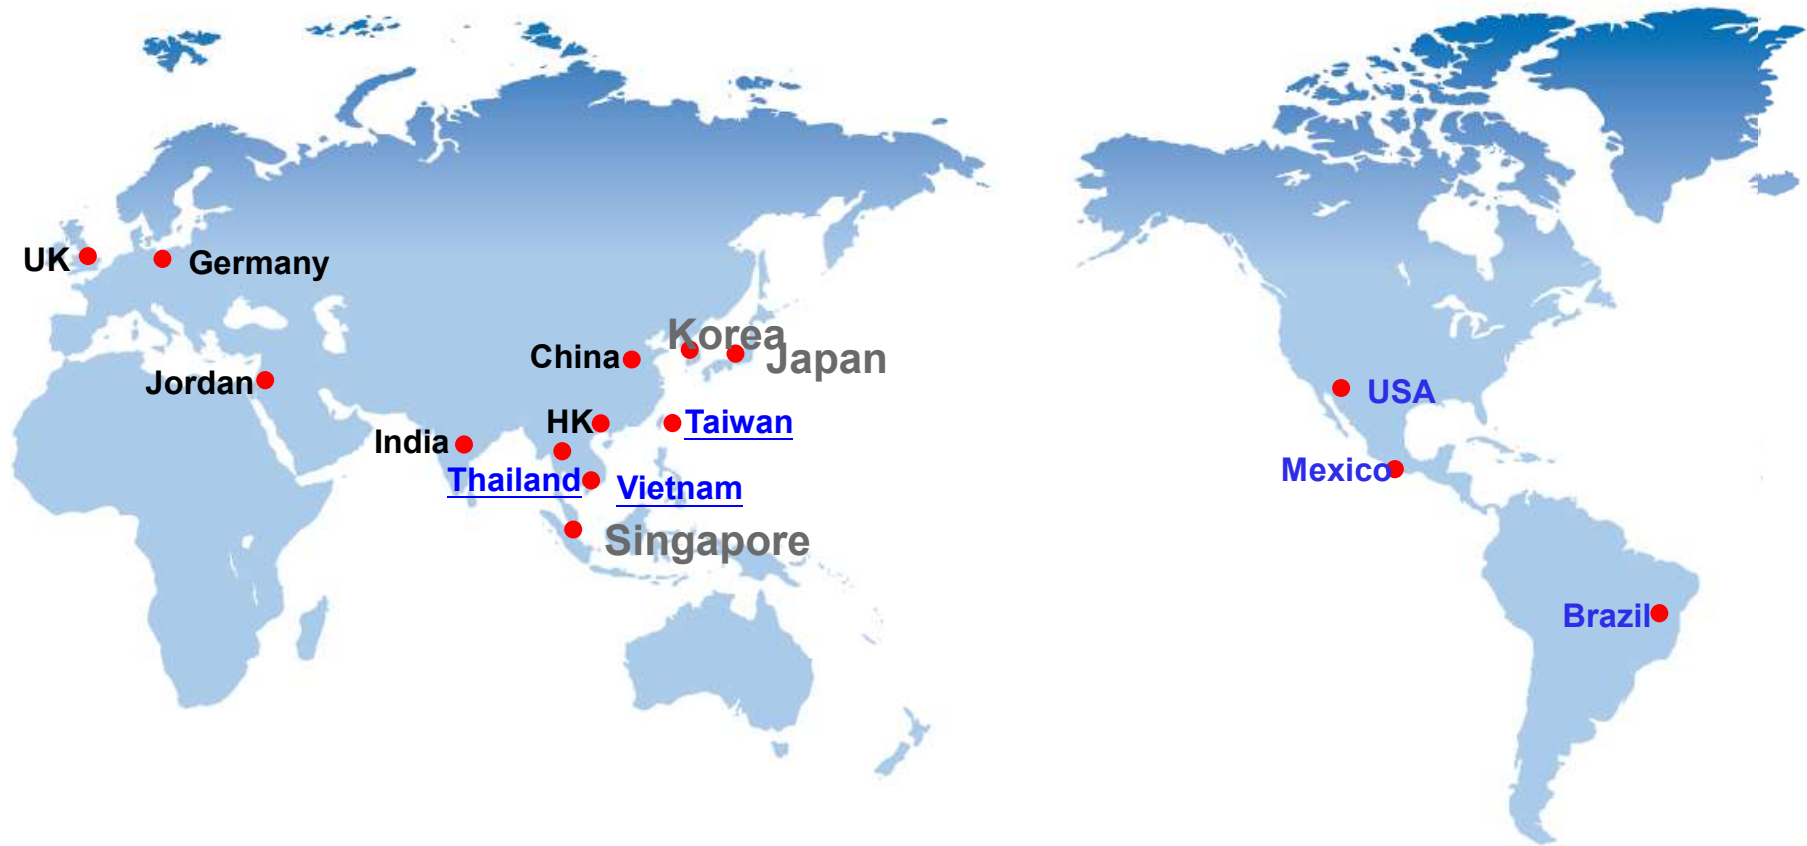 UK
Germany
Korea
China
Japan
Jordan
USA
HK
Taiwan
India
Mexico
Thailand
Vietnam
Singapore
Brazil